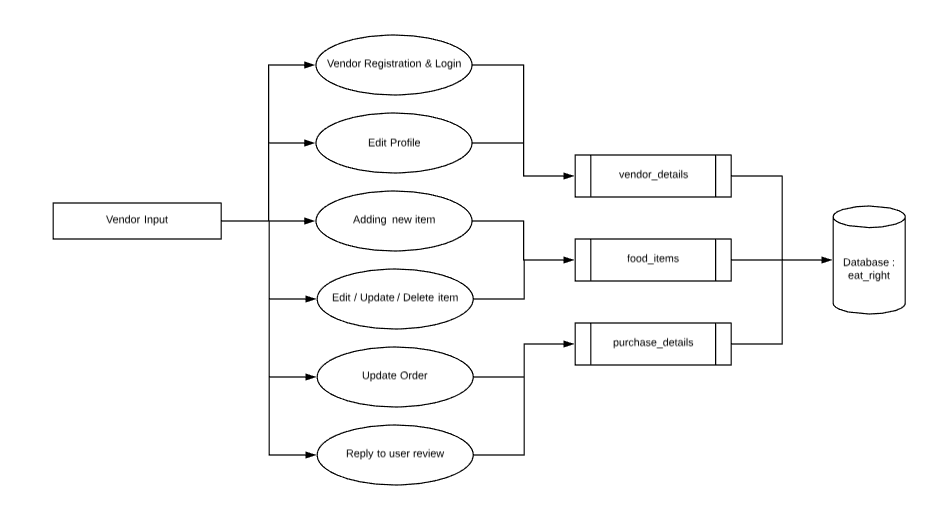 Vendor Input
Vendor Registration & Login
Edit Profile
Adding new item
Edit / Update / Delete item
Update Order
Reply to user review
vendor_details
food_items
purchase_details
Database :
eat_right